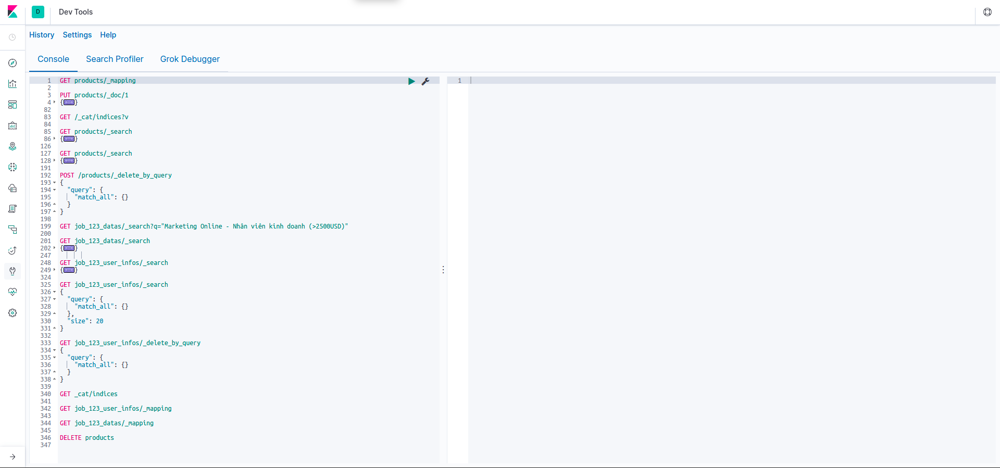 D Dev Tools
History Settings Help
Console Search Profiler Grok Debugger
1 GET products/_mapping
2
3 PUT products/_doc/1
4 {}
82
83 GET /_cat/indices?v
84
85 GET products/_search
86 {}
126
127 GET products/_search
128 {}
191
192 POST /products/_delete_by_query
193 {
194 "query": {
195 "match_all": {}
196 }
197 }
198
199 GET job_123_datas/_search?q="Marketing Online - Nhân viên kinh doanh (>2500USD)"
200
201 GET job_123_datas/_search
202 {}
247
248 GET job_123_user_infos/_search
249 {}
324
325 GET job_123_user_infos/_search
326 {
327 "query": {
328 "match_all": {}
329 },
330 "size": 20
331 }
332
333 GET job_123_user_infos/_delete_by_query
334 {
335 "query": {
336 "match_all": {}
337 }
338 }
339
340 GET _cat/indices
341
342 GET job_123_user_infos/_mapping
343
344 GET job_123_datas/_mapping
345
346 DELETE products
347
1